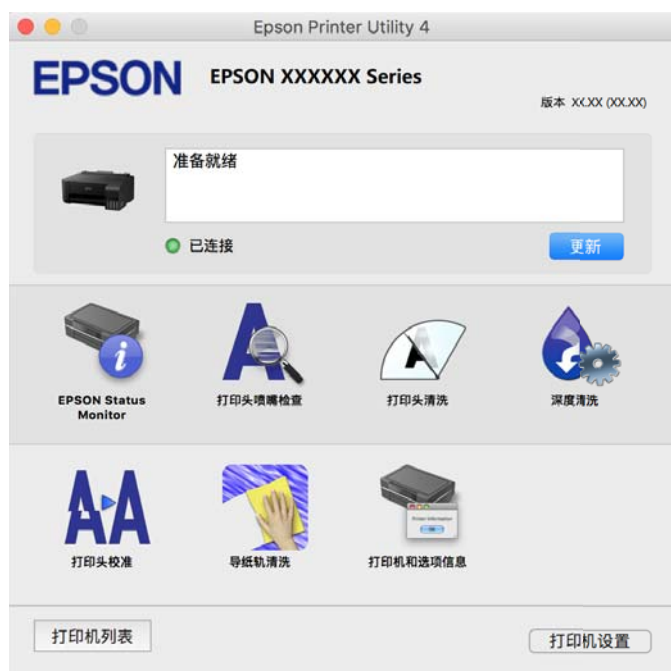 Epson Printer Utility 4
EPSON
EPSON XXXXXX Series
版本 XX.XX (XX.XX)
准备就绪
已连接
更新
EPSON Status
Monitor
打印头喷嘴检查
打印头清洗
深度清洗
打印头校准
导纸轨清洗
Printer Information
OK
打印机和选项信息
打印机列表
打印机设置